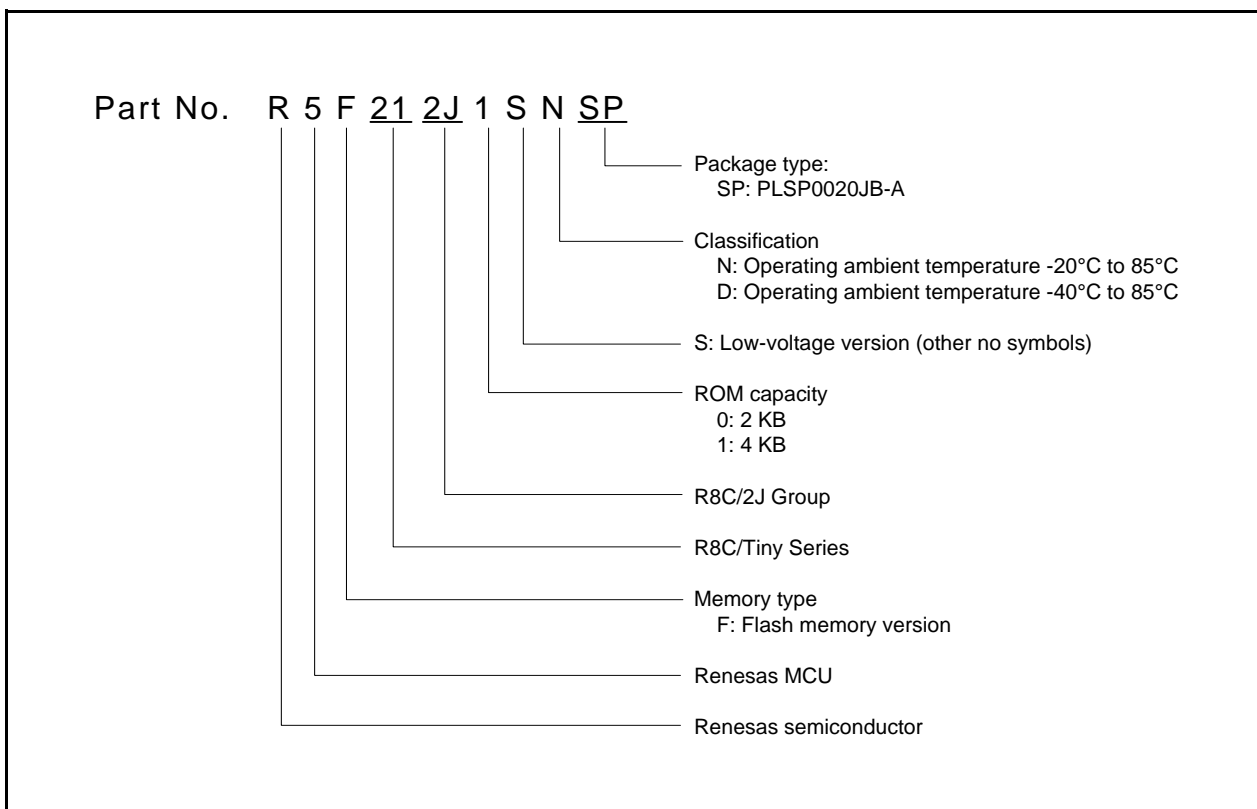 Part No. R 5 F 21 2J 1 S N SP
Package type:
SP: PLSP0020JB-A
Classification
N: Operating ambient temperature -20°C to 85°C
D: Operating ambient temperature -40°C to 85°C
S: Low-voltage version (other no symbols)
ROM capacity
0: 2 KB
1: 4 KB
R8C/2J Group
R8C/Tiny Series
Memory type
F: Flash memory version
Renesas MCU
Renesas semiconductor